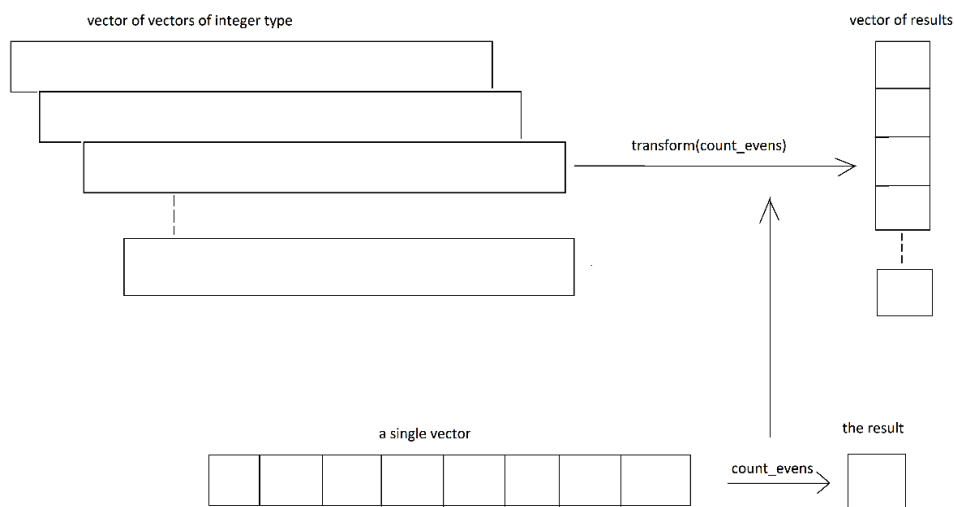 vector of vectors of integer type
vector of results
transform(count_evens)
a single vector
the result
count_evens